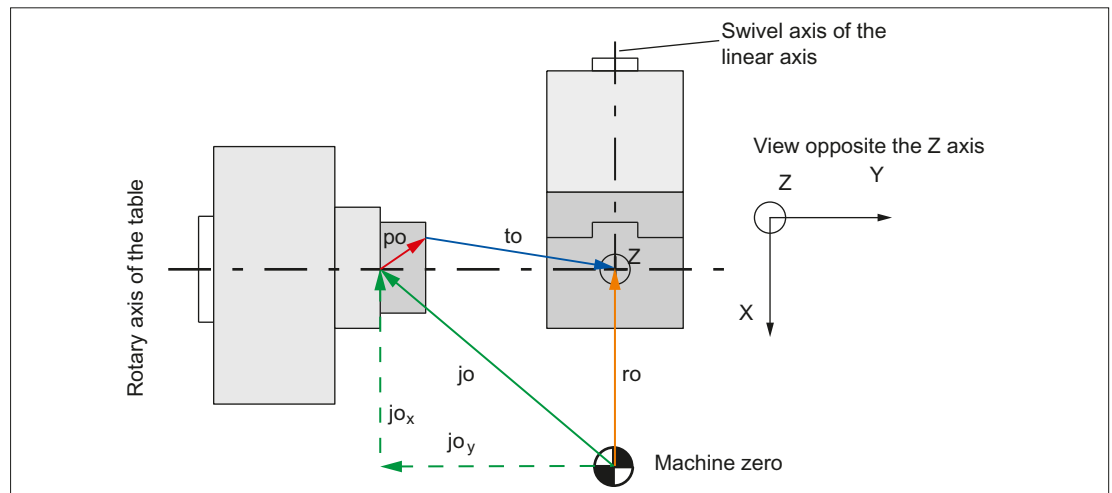 Swivel axis of the
linear axis
View opposite the Z axis
Z
Y
X
Rotary axis of the table
po
to
Z
jo
ro
jox
joy
Machine zero